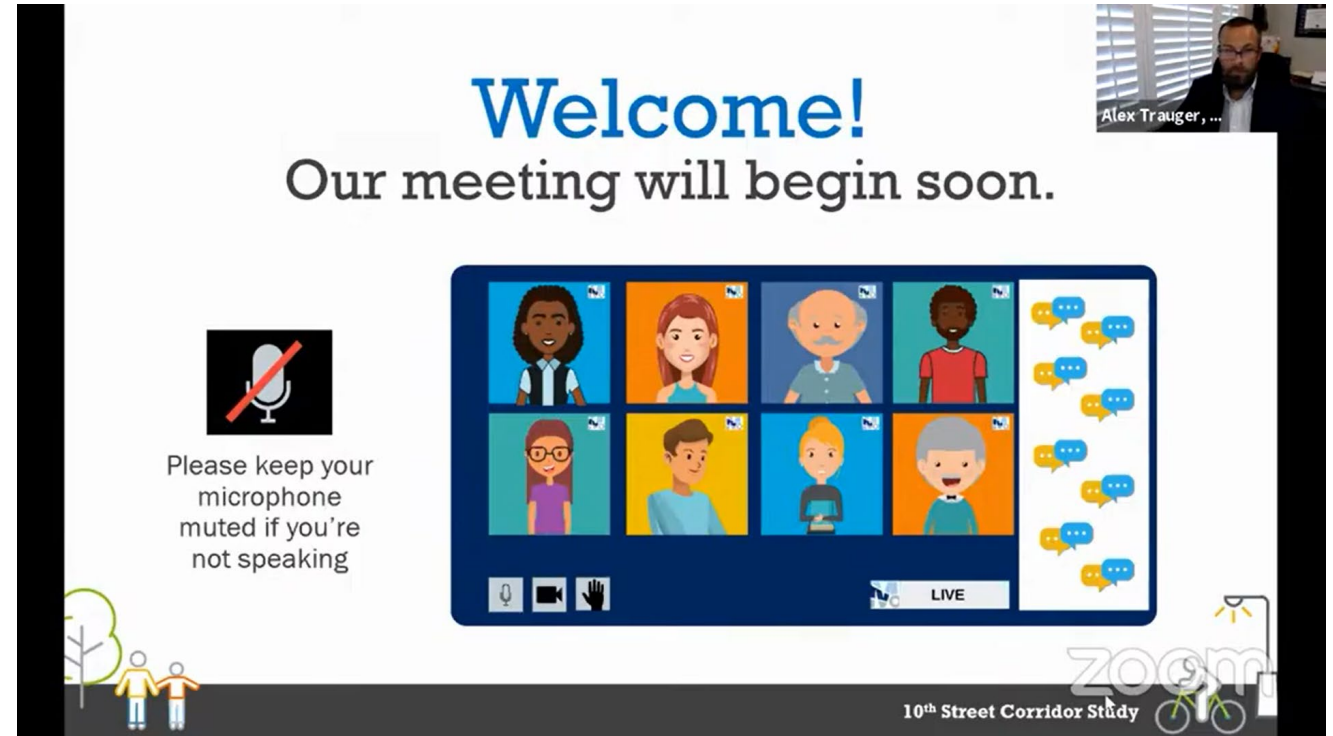 Welcome!
Our meeting will begin soon.
Alex Trauger, ...
Please keep your
microphone
muted if you're
not speaking
LIVE
zoom
10th Street Corridor Study